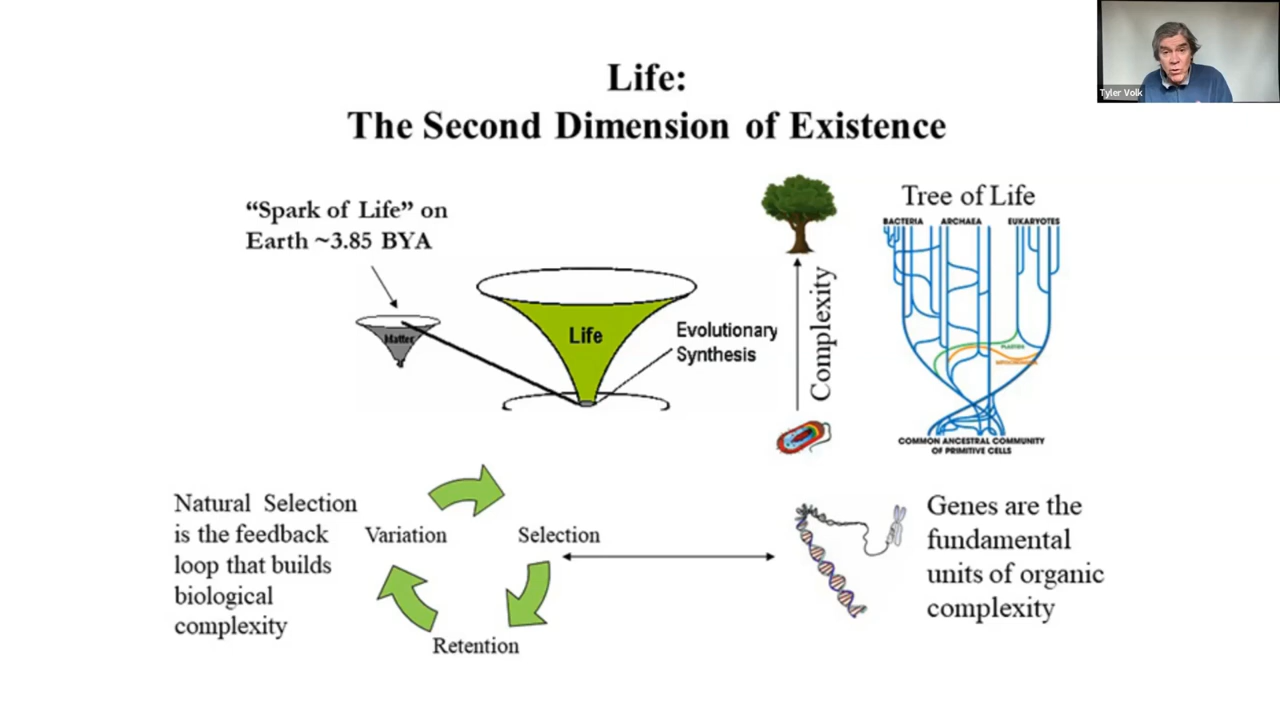 Tyler Volk
Life:
The Second Dimension of Existence
“Spark of Life” on
Earth ~3.85 BYA
Matter
Life
Evolutionary
Synthesis
Complexity
Tree of Life
BACTERIA ARCHAEA EUKARYOTES
PLASTIDS
MITOCHONDRIA
COMMON ANCESTRAL COMMUNITY
OF PRIMITIVE CELLS
Natural Selection
is the feedback
loop that builds
biological
complexity
Variation
Selection
Retention
Genes are the
fundamental
units of organic
complexity